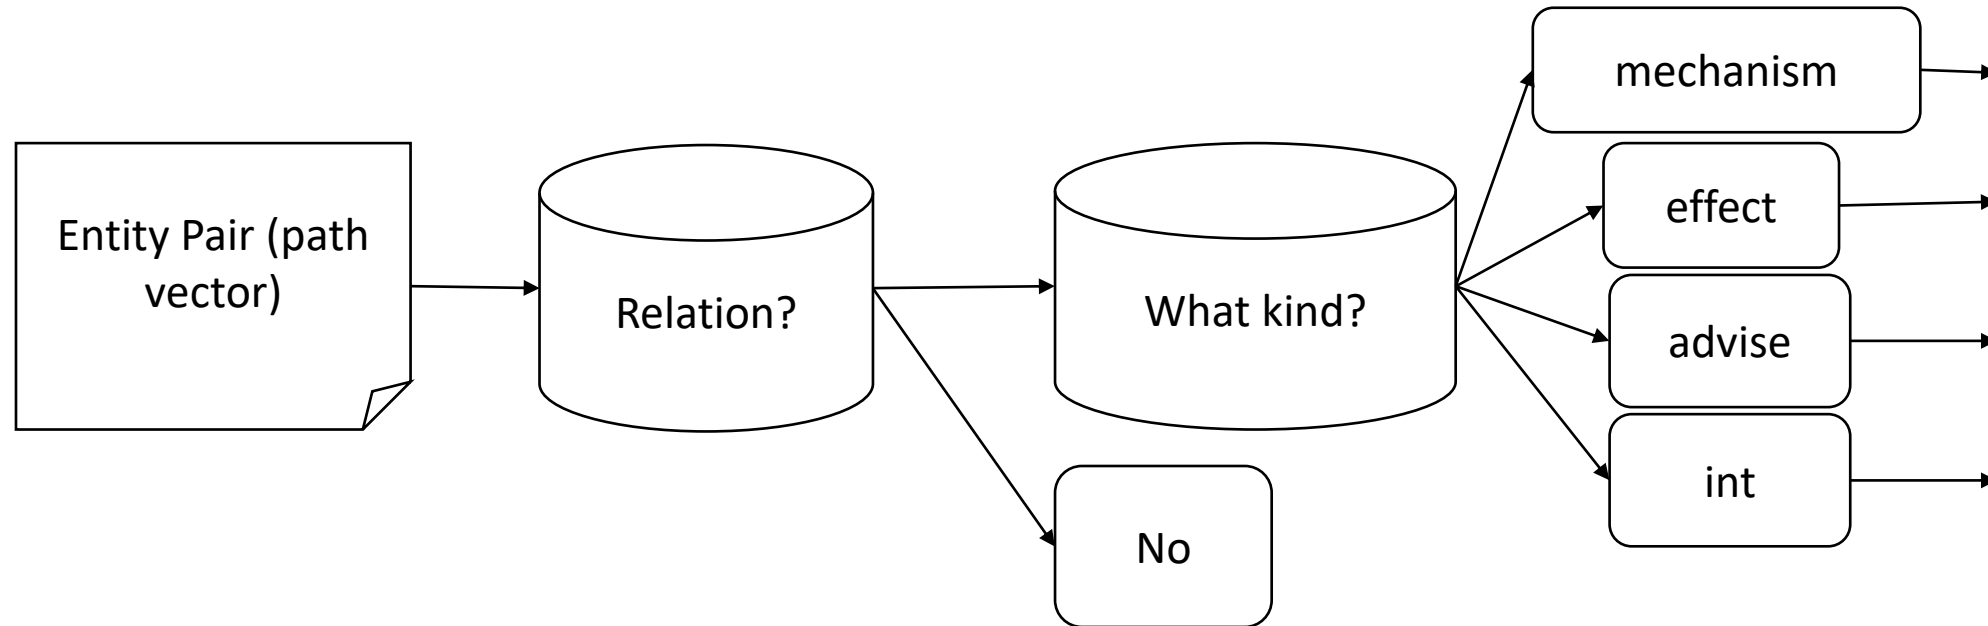 Entity Pair (path
vector)
Relation?
What kind?
No
mechanism
effect
advise
int